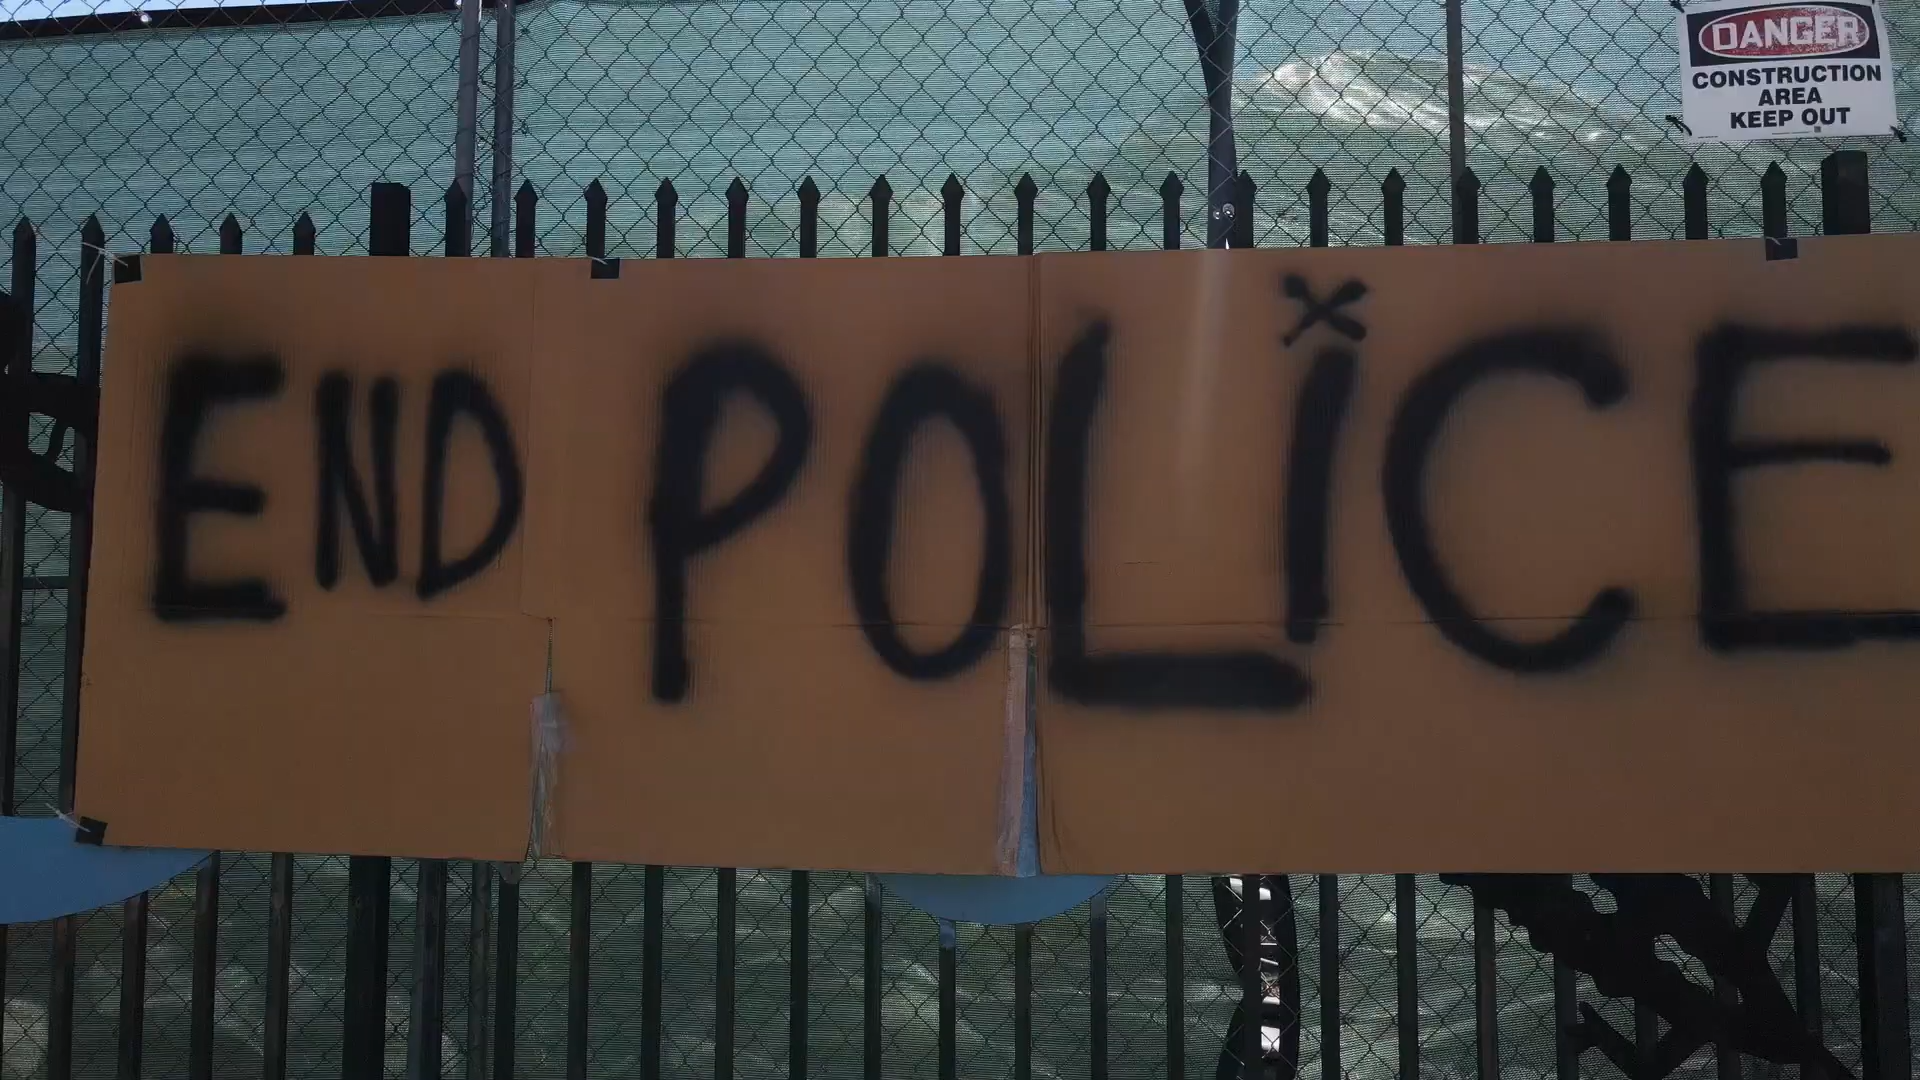 DANGER
CONSTRUCTION
AREA
KEEP OUT
END POLiCE